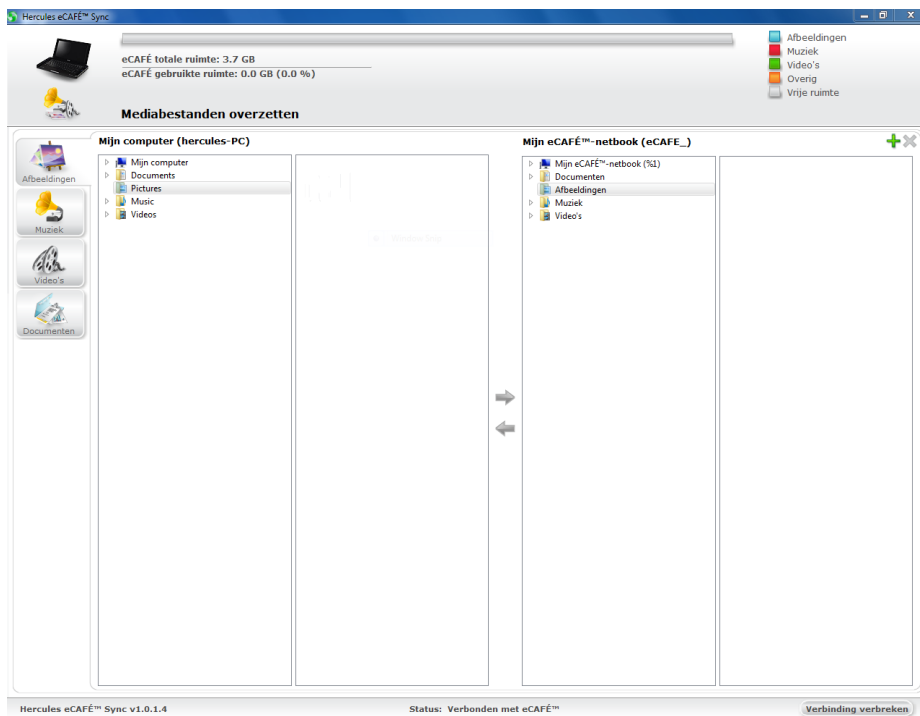 Hercules eCAFÉ™ Sync
eCAFÉ totale ruimte: 3.7 GB
eCAFÉ gebruikte ruimte: 0.0 GB (0.0 %)
Mediabestanden overzetten
Afbeeldingen
Muziek
Video's
Overig
Vrije ruimte
Afbeeldingen
Muziek
Video's
Documenten
Mijn computer (hercules-PC)
Mijn computer
Documents
Pictures
Music
Videos
Mijn eCAFÉ™-netbook (eCAFE_)
Mijn eCAFÉ™-netbook (%1)
Documenten
Afbeeldingen
Muziek
Video's
Hercules eCAFÉ™ Sync v1.0.1.4
Status: Verbonden met eCAFÉ™
Verbinding verbreken